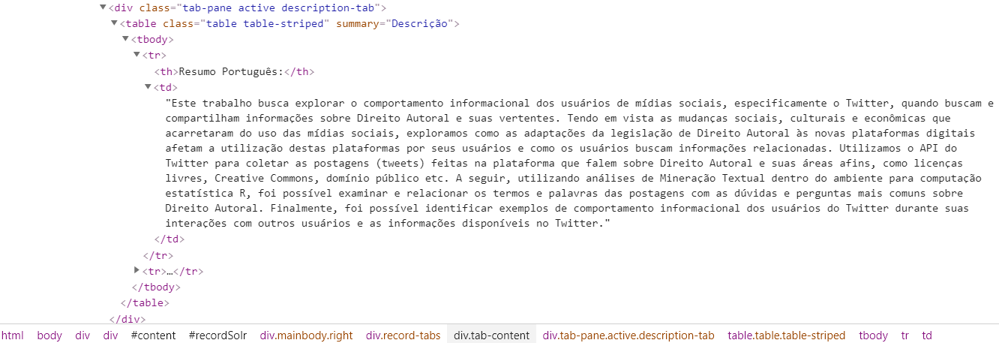 <div class="tab-pane active description-tab">
<table class="table table-striped" summary="Descrição">
<tbody>
<tr>
<th>Resumo Português:</th>
<td>
"Este trabalho busca explorar o comportamento informacional dos usuários de mídias sociais, especificamente o Twitter, quando buscam e
compartilham informações sobre Direito Autoral e suas vertentes. Tendo em vista as mudanças sociais, culturais e econômicas que
acarretaram do uso das mídias sociais, exploramos como as adaptações da legislação de Direito Autoral às novas plataformas digitais
afetam a utilização destas plataformas por seus usuários e como os usuários buscam informações relacionadas. Utilizamos o API do
Twitter para coletar as postagens (tweets) feitas na plataforma que falem sobre Direito Autoral e suas áreas afins, como licenças
livres, Creative Commons, domínio público etc. A seguir, utilizando análises de Mineração Textual dentro do ambiente para computação
estatística R, foi possível examinar e relacionar os termos e palavras das postagens com as dúvidas e perguntas mais comuns sobre
Direito Autoral. Finalmente, foi possível identificar exemplos de comportamento informacional dos usuários do Twitter durante suas
interações com outros usuários e as informações disponíveis no Twitter."
</td>
</tr>
<tr>…</tr>
</tbody>
</table>
</div>
html body div div #content #recordSolr div.mainbody.right div.record-tabs div.tab-content div.tab-pane.active.description-tab table.table.table-striped tbody tr td